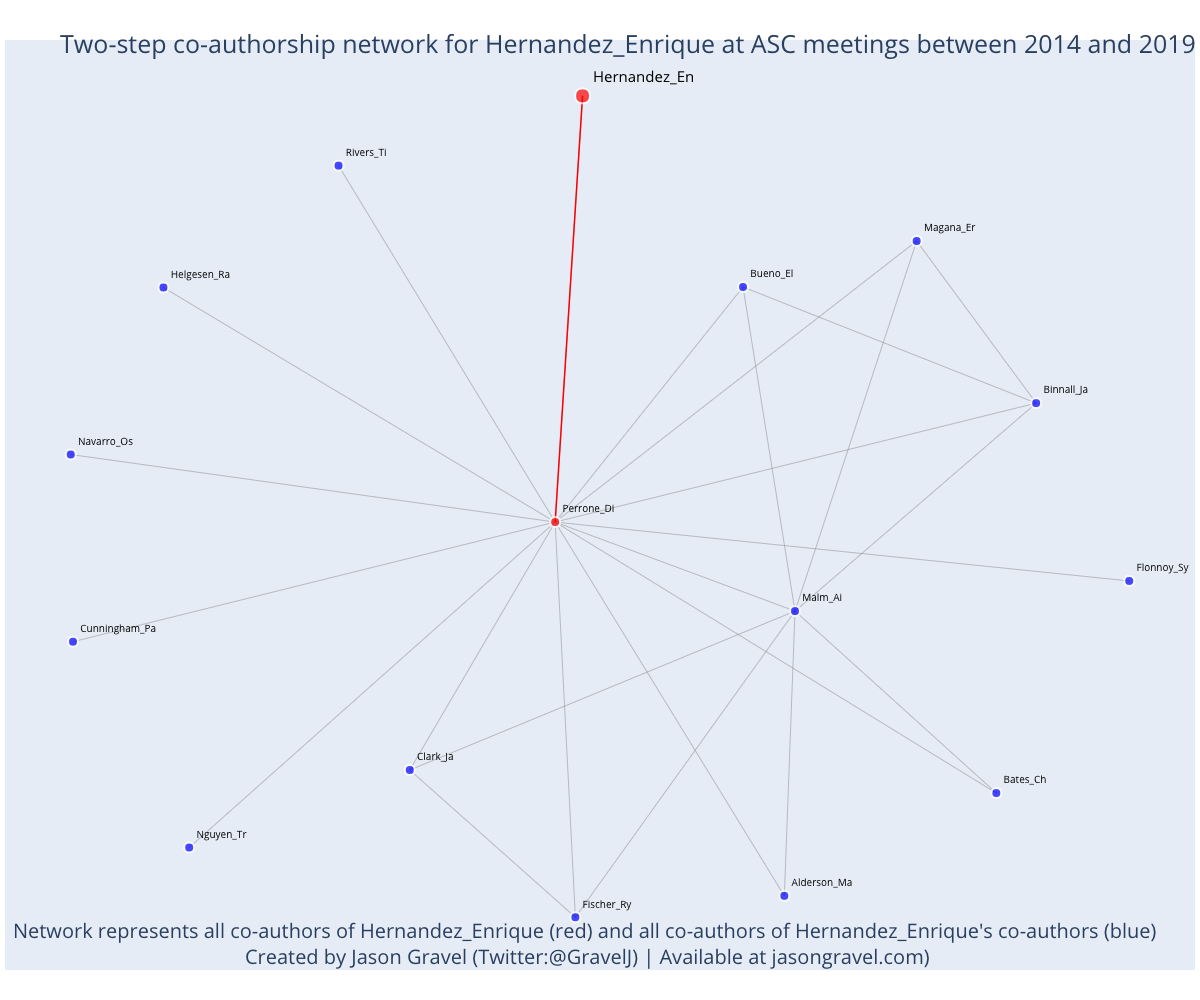 Two-step co-authorship network for Hernandez_Enrique at ASC meetings between 2014 and 2019
Hernandez_En
Rivers_Ti
Magana_Er
Helgesen_Ra
Bueno_El
Binnall_Ja
Navarro_Os
Perrone_Di
Flonnoy_Sy
Malm_Ai
Cunningham_Pa
Clark_Ja
Bates_Ch
Nguyen_Tr
Alderson_Ma
Fischer_Ry
Network represents all co-authors of Hernandez_Enrique (red) and all co-authors of Hernandez_Enrique's co-authors (blue)
Created by Jason Gravel (Twitter:@GravelJ) | Available at jasongravel.com)